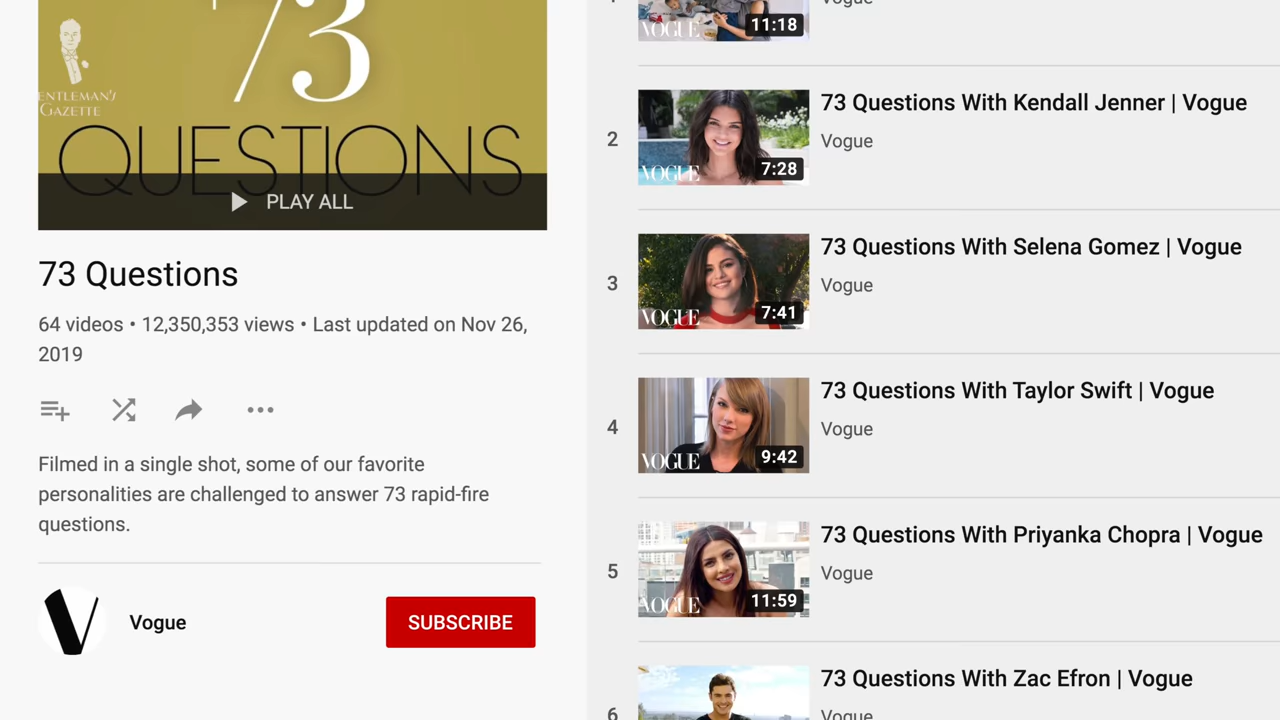 73
ENTLEMAN'S
GAZETTE
QUESTIONS
PLAY ALL
73 Questions
64 videos • 12,350,353 views • Last updated on Nov 26,
2019
Filmed in a single shot, some of our favorite
personalities are challenged to answer 73 rapid-fire
questions.
Vogue
SUBSCRIBE
VOGUE
11:18
Vogue
2
VOGUE
7:28
73 Questions With Kendall Jenner | Vogue
Vogue
3
VOGUE
7:41
73 Questions With Selena Gomez | Vogue
Vogue
4
VOGUE
9:42
73 Questions With Taylor Swift | Vogue
Vogue
5
VOGUE
11:59
73 Questions With Priyanka Chopra | Vogue
Vogue
6
73 Questions With Zac Efron | Vogue
Vogue